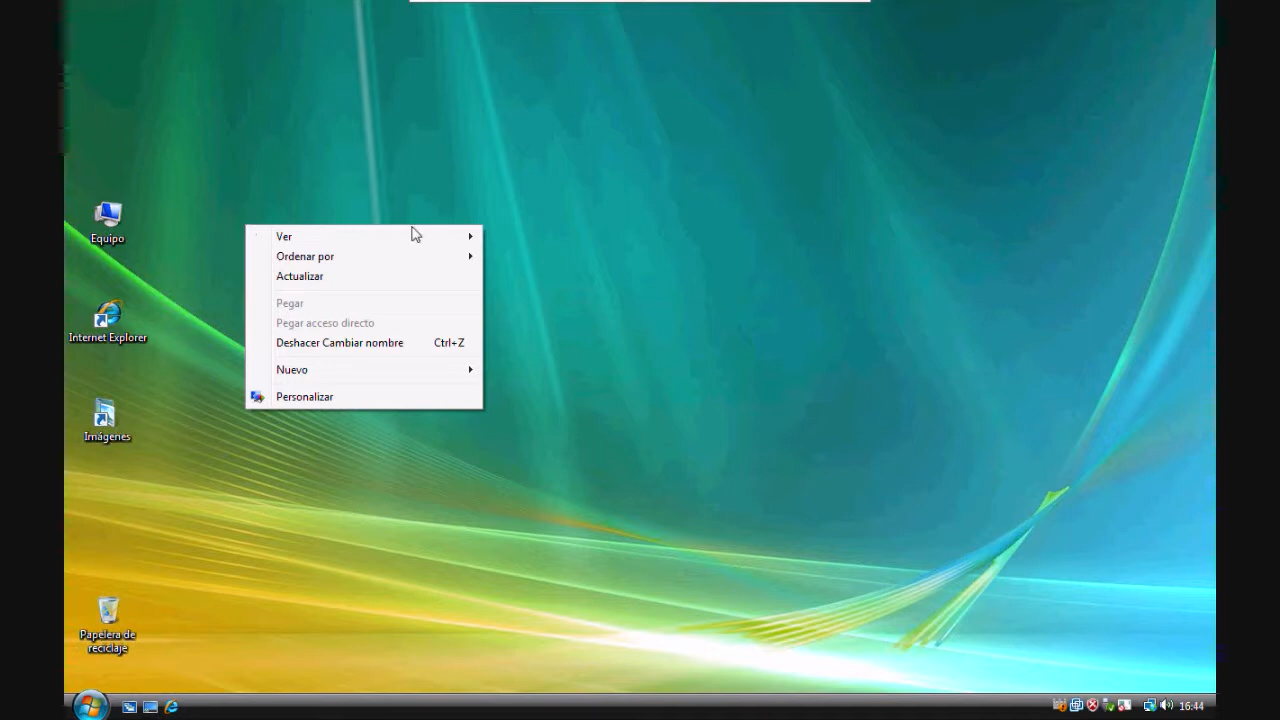 Equipo
Internet Explorer
Imágenes
Papelera de
reciclaje
Ver
Ordenar por
Actualizar
Pegar
Pegar acceso directo
Deshacer Cambiar nombre Ctrl+Z
Nuevo
Personalizar
16:44